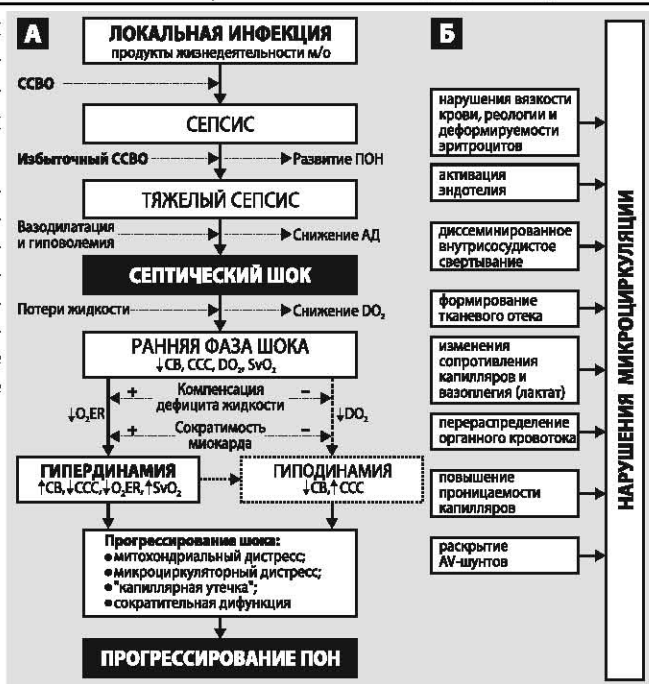 А
ЛОКАЛЬНАЯ ИНФЕКЦИЯ
продукты жизнедеятельности м/о
ССВО
СЕПСИС
Избыточный ССВО
Развитие ПОН
ТЯЖЕЛЫЙ СЕПСИС
Вазодилатация
и гиповолемия
Снижение АД
СЕПТИЧЕСКИЙ ШОК
Потери жидкости
Снижение DO₂
РАННЯЯ ФАЗА ШОКА
↓СВ, ССС, DO₂, SvO₂
+ Компенсация –
дефицита жидкости
↓O₂ER
↓DO₂
+ Сократимость –
миокарда
ГИПЕРДИНАМИЯ
↑СВ,↓ССС,↓O₂ER,↑SvO₂
ГИПОДИНАМИЯ
↓СВ,↑ССС
Прогрессирование шока:
●митохондриальный дистресс;
●микроциркуляторный дистресс;
●"капиллярная утечка";
●сократительная дифункция
ПРОГРЕССИРОВАНИЕ ПОН
Б
нарушения вязкости
крови, реологии и
деформируемости
эритроцитов
активация
эндотелия
диссеминированное
внутрисосудистое
свертывание
формирование
тканевого отека
изменения
сопротивления
капилляров и
вазоплегия (лактат)
перераспределение
органного кровотока
повышение
проницаемости
капилляров
раскрытие
AV-шунтов
НАРУШЕНИЯ МИКРОЦИРКУЛЯЦИИ